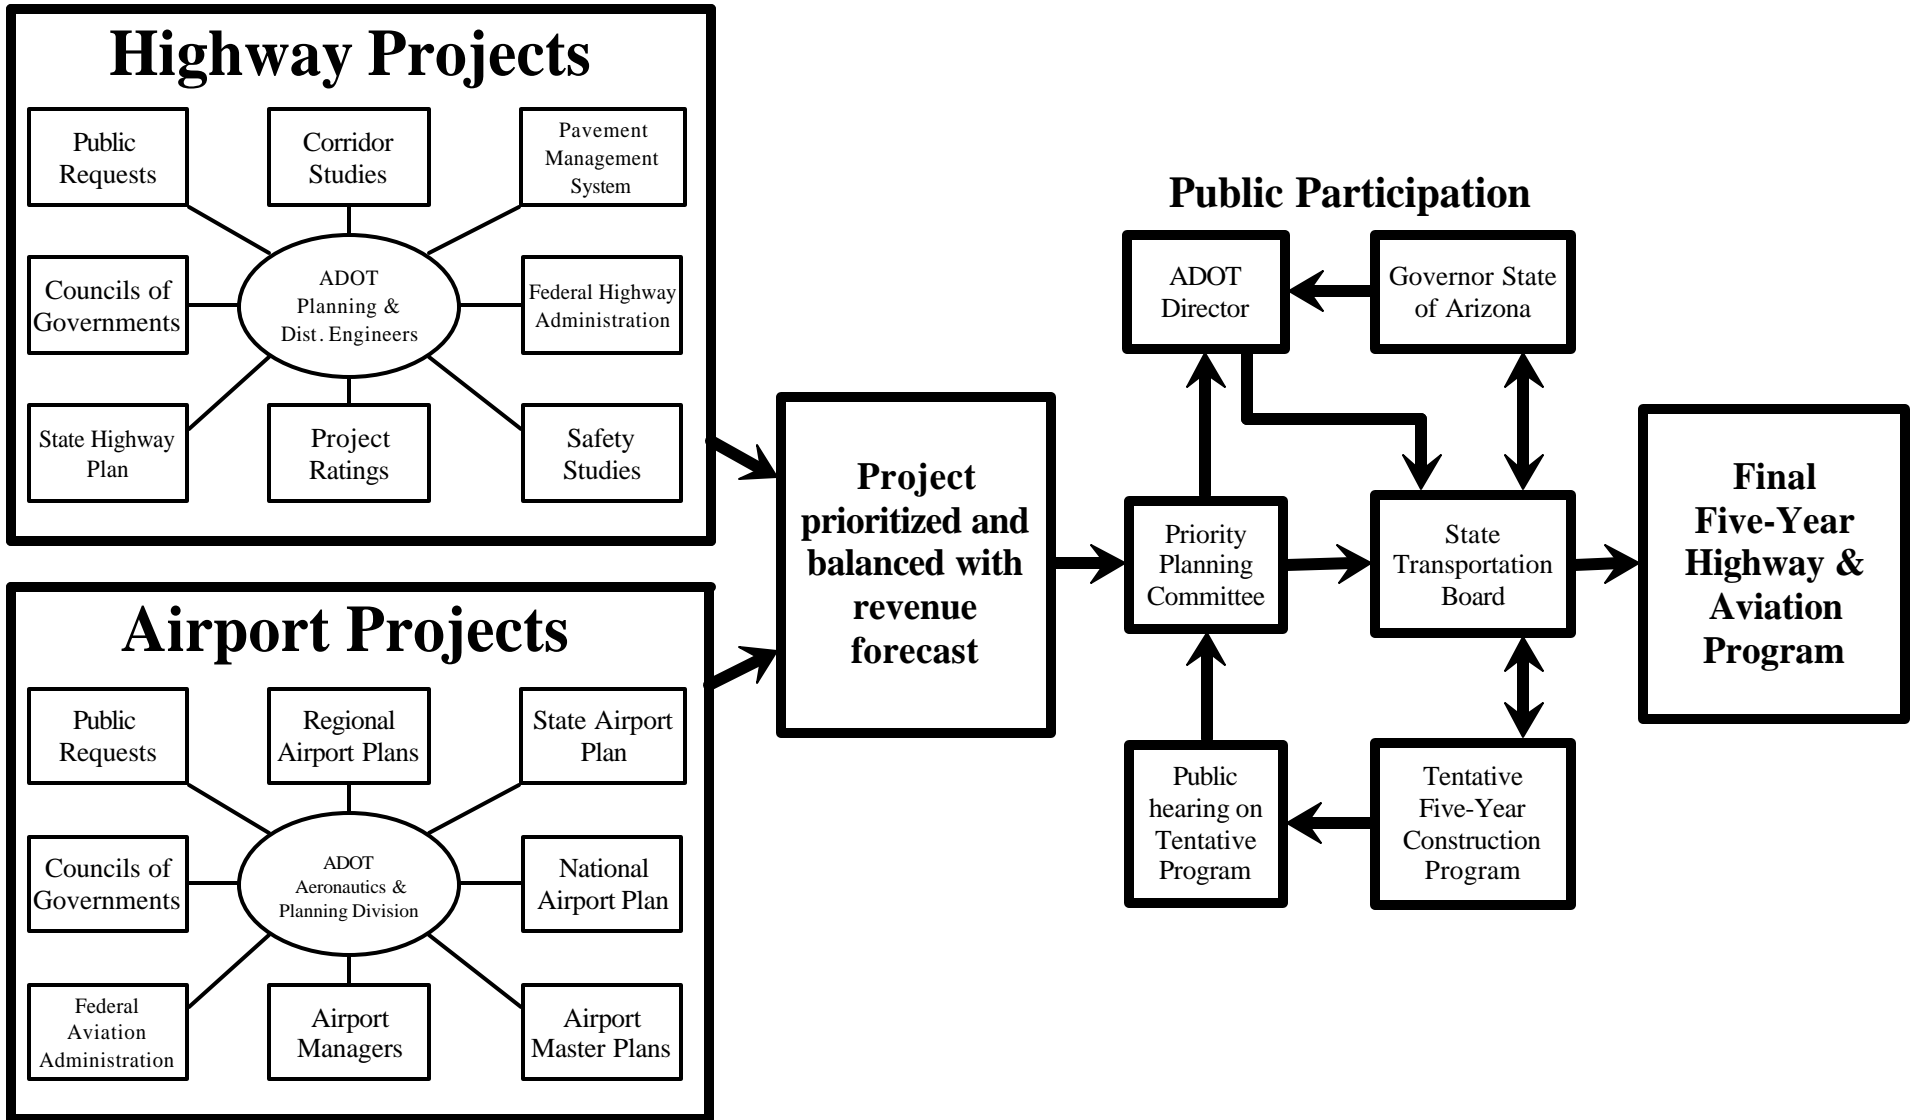 Highway Projects
Public
Requests
Corridor
Studies
Pavement
Management
System
Councils of
Governments
ADOT
Planning &
Dist. Engineers
Federal Highway
Administration
State Highway
Plan
Project
Ratings
Safety
Studies
Airport Projects
Public
Requests
Regional
Airport Plans
State Airport
Plan
Councils of
Governments
ADOT
Aeronautics &
Planning Division
National
Airport Plan
Federal
Aviation
Administration
Airport
Managers
Airport
Master Plans
Project
prioritized and
balanced with
revenue
forecast
Public Participation
ADOT
Director
Governor State
of Arizona
Priority
Planning
Committee
State
Transportation
Board
Public
hearing on
Tentative
Program
Tentative
Five-Year
Construction
Program
Final
Five-Year
Highway &
Aviation
Program